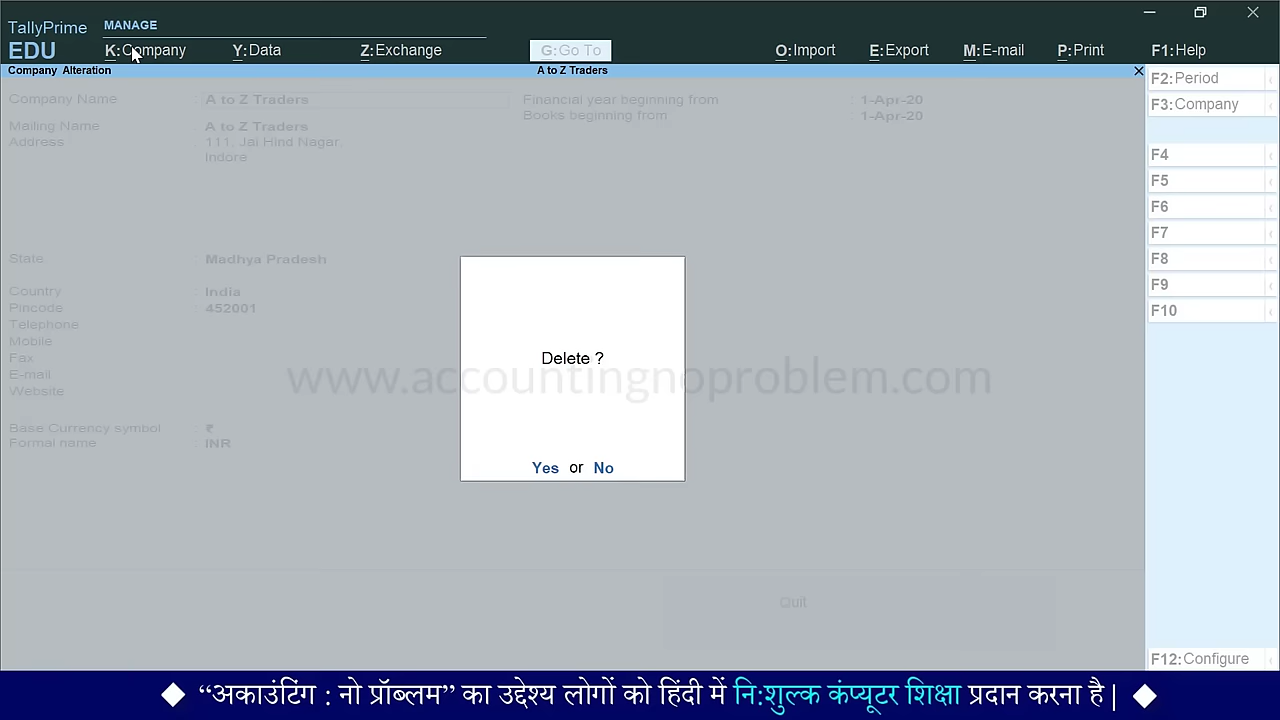 TallyPrime
EDU
MANAGE
K:Company Y:Data Z:Exchange G:Go To O:Import E:Export M:E-mail P:Print F1:Help
Company Alteration A to Z Traders
Company Name : A to Z Traders
Financial year beginning from : 1-Apr-20
Books beginning from : 1-Apr-20
Mailing Name : A to Z Traders
Address : 111, Jai Hind Nagar,
Indore
State : Madhya Pradesh
Country : India
Pincode : 452001
Telephone
Mobile
Fax
E-mail
Website
Base Currency symbol : ₹
Formal name : INR
Delete ?
Yes or No
www.accountingnoproblem.com
Quit
F2:Period
F3:Company
F4
F5
F6
F7
F8
F9
F10
F12:Configure
◆ “अकाउंटिंग : नो प्रॉब्लम” का उद्देश्य लोगों को हिंदी में नि:शुल्क कंप्यूटर शिक्षा प्रदान करना है | ◆